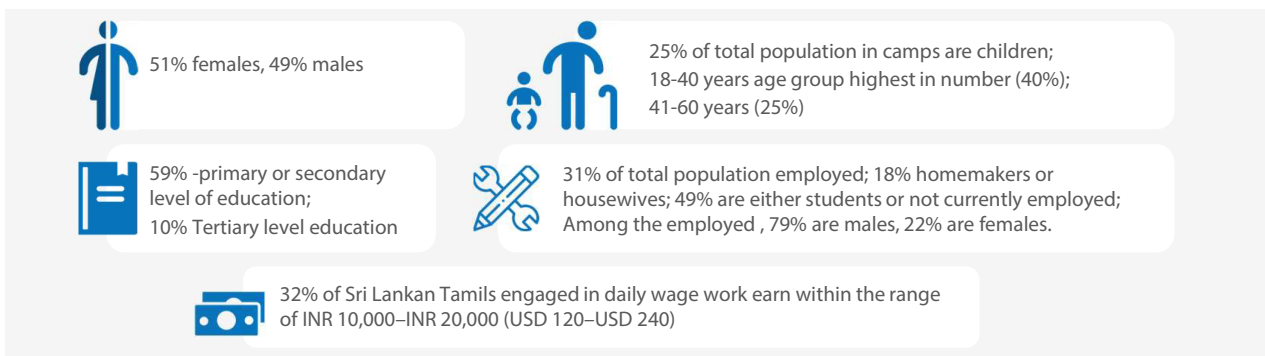 51% females, 49% males
25% of total population in camps are children;
18-40 years age group highest in number (40%);
41-60 years (25%)
59% -primary or secondary
level of education;
10% Tertiary level education
31% of total population employed; 18% homemakers or
housewives; 49% are either students or not currently employed;
Among the employed , 79% are males, 22% are females.
32% of Sri Lankan Tamils engaged in daily wage work earn within the range
of INR 10,000–INR 20,000 (USD 120–USD 240)